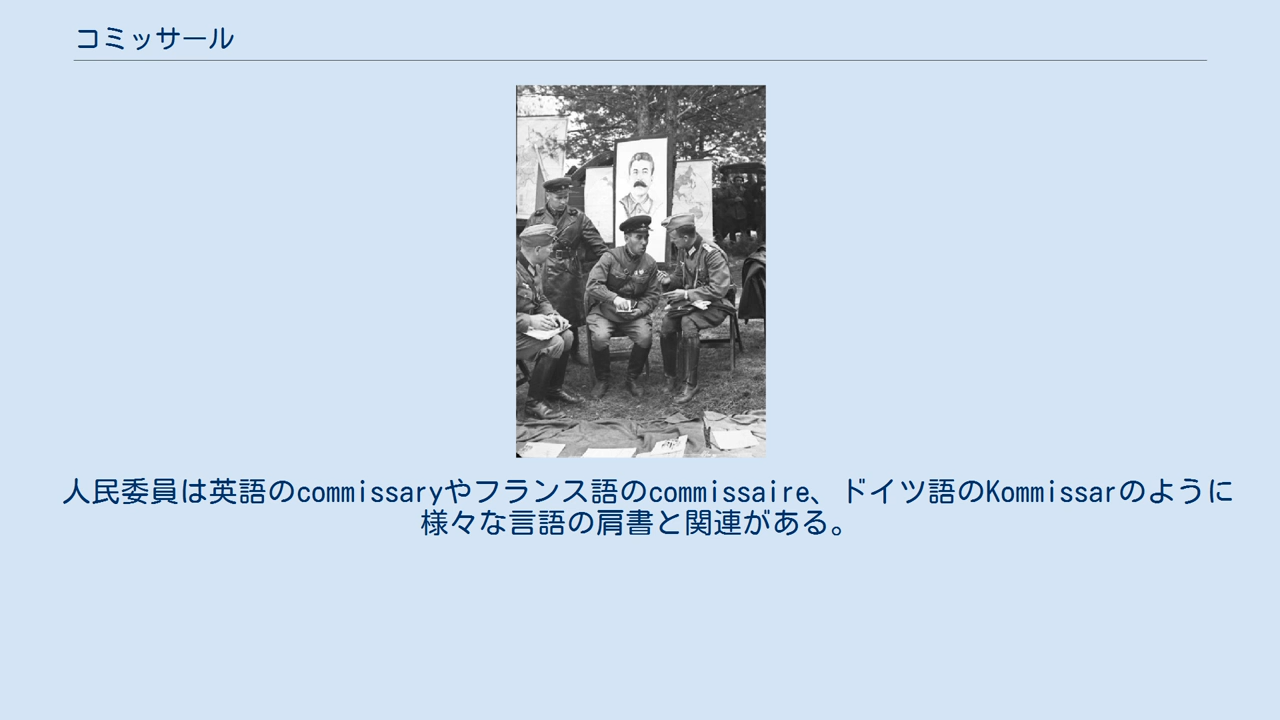 コミッサール
人民委員は英語のcommissaryやフランス語のcommissaire、ドイツ語のKommissarのように
様々な言語の肩書と関連がある。